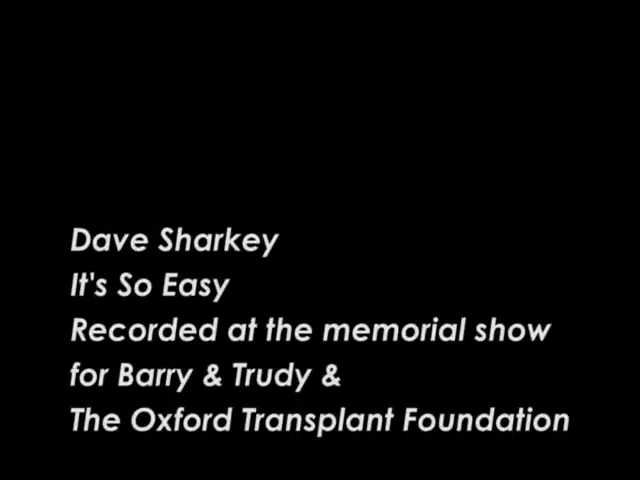 Dave Sharkey
It's So Easy
Recorded at the memorial show
for Barry & Trudy &
The Oxford Transplant Foundation